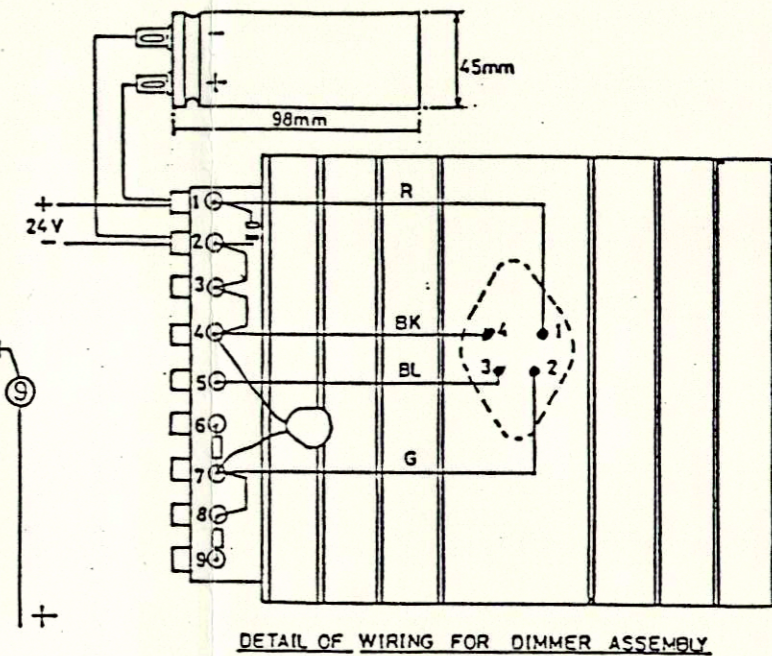 −
+
45mm
98mm
+
24V
−
1
2
3
4
5
6
7
8
9
R
BK
BL
G
4
1
3
2
9
+
DETAIL OF WIRING FOR DIMMER ASSEMBLY